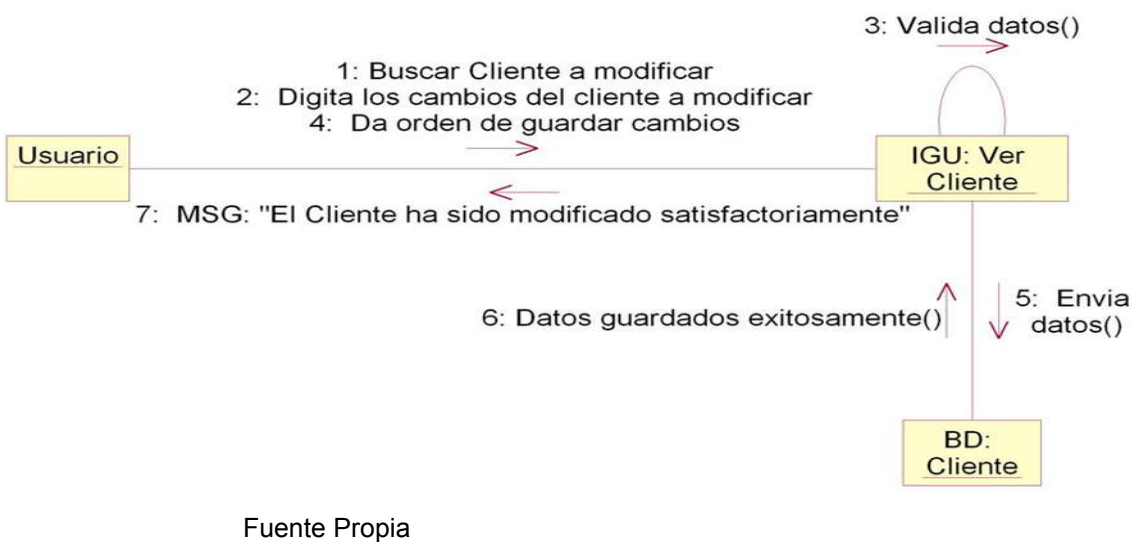 3: Valida datos()
1: Buscar Cliente a modificar
2: Digita los cambios del cliente a modificar
4: Da orden de guardar cambios
Usuario
IGU: Ver
Cliente
7: MSG: "El Cliente ha sido modificado satisfactoriamente"
6: Datos guardados exitosamente()
5: Envia
datos()
BD:
Cliente
Fuente Propia